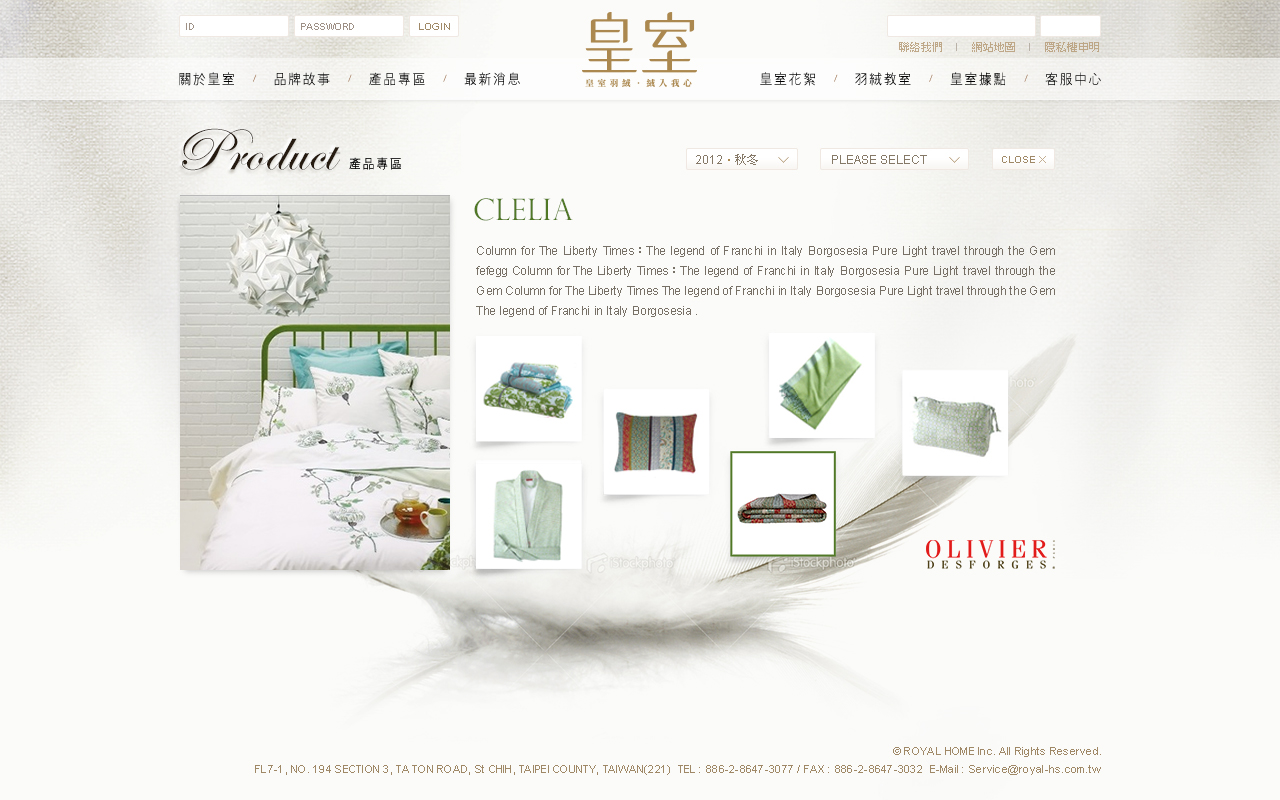 ID
PASSWORD
LOGIN
皇室
皇室羽絨·絨入我心
聯絡我們 | 網站地圖 | 隱私權申明
關於皇室 / 品牌故事 / 產品專區 / 最新消息
皇室花絮 / 羽絨教室 / 皇室據點 / 客服中心
Product 產品專區
2012・秋冬
PLEASE SELECT
CLOSE
CLELIA
Column for The Liberty Times：The legend of Franchi in Italy Borgosesia Pure Light travel through the Gem
fefegg Column for The Liberty Times：The legend of Franchi in Italy Borgosesia Pure Light travel through the
Gem Column for The Liberty Times The legend of Franchi in Italy Borgosesia Pure Light travel through the Gem
The legend of Franchi in Italy Borgosesia .
OLIVIER
DESFORGES.
iStockphoto
iStockphoto
© ROYAL HOME Inc. All Rights Reserved.
FL7-1, NO. 194 SECTION 3, TA TON ROAD, St CHIH, TAIPEI COUNTY, TAIWAN(221) TEL : 886-2-8647-3077 / FAX : 886-2-8647-3032 E-Mail : Service@royal-hs.com.tw